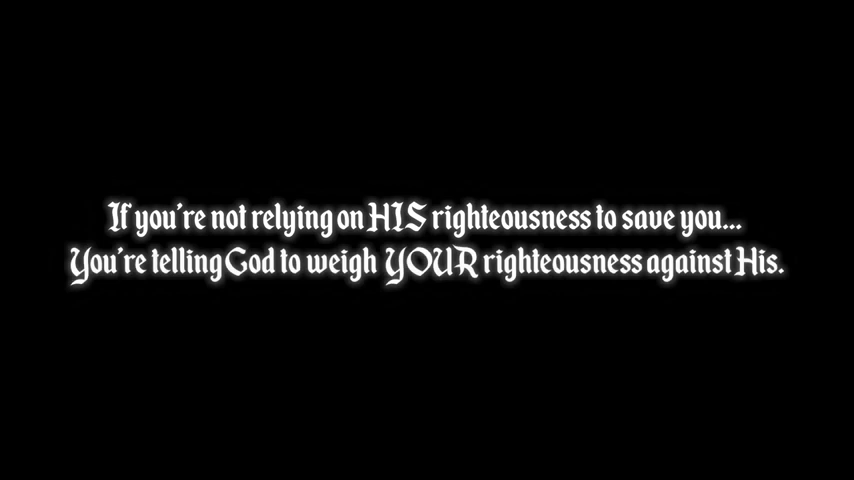 If you're not relying on HIS righteousness to save you...
You're telling God to weigh YOUR righteousness against His.